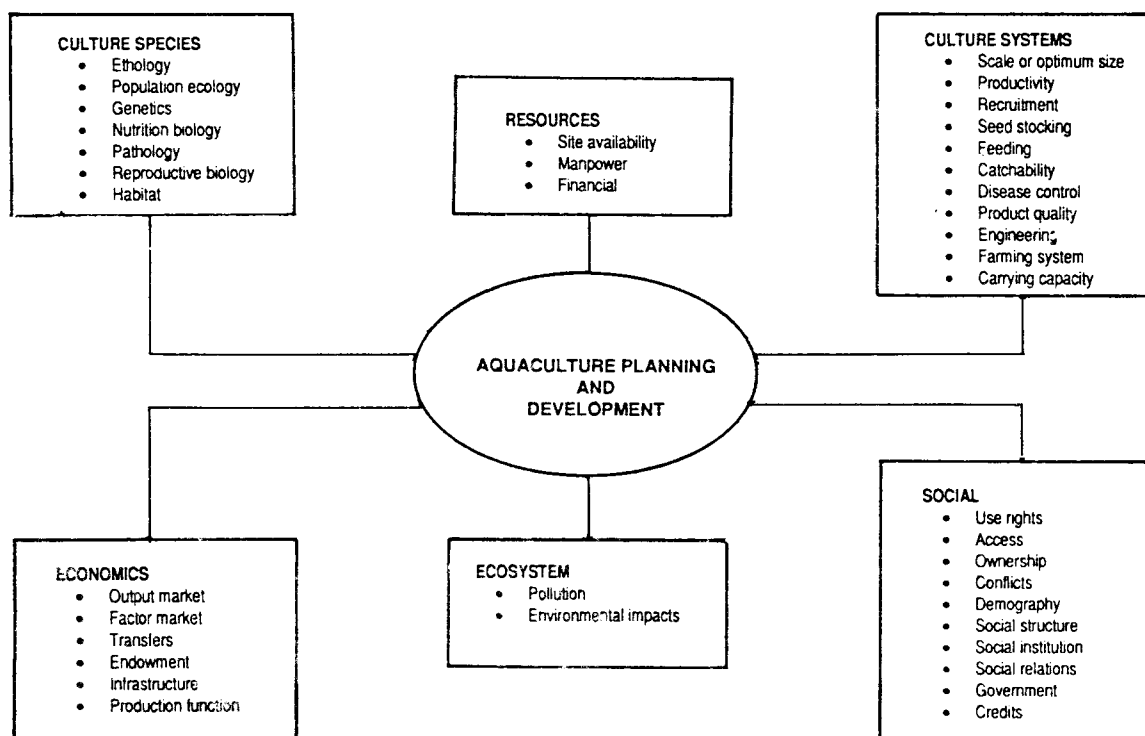 CULTURE SPECIES
• Ethology
• Population ecology
• Genetics
• Nutrition biology
• Pathology
• Reproductive biology
• Habitat
RESOURCES
• Site availability
• Manpower
• Financial
CULTURE SYSTEMS
• Scale or optimum size
• Productivity
• Recruitment
• Seed stocking
• Feeding
• Catchability
• Disease control
• Product quality
• Engineering
• Farming system
• Carrying capacity
AQUACULTURE PLANNING
AND
DEVELOPMENT
ECONOMICS
• Output market
• Factor market
• Transfers
• Endowment
• Infrastructure
• Production function
ECOSYSTEM
• Pollution
• Environmental impacts
SOCIAL
• Use rights
• Access
• Ownership
• Conflicts
• Demography
• Social structure
• Social institution
• Social relations
• Government
• Credits